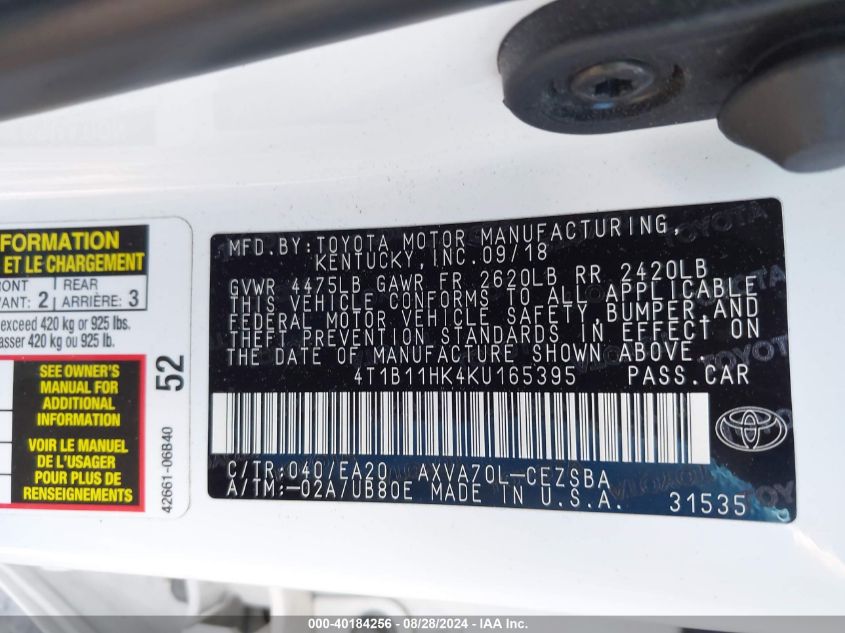 FORMATION
ET LE CHARGEMENT
FRONT 2 REAR
VANT: 2 ARRIÈRE: 3
exceed 420 kg or 925 lbs.
asser 420 kg ou 925 lb.
SEE OWNER'S
MANUAL FOR
ADDITIONAL
INFORMATION
VOIR LE MANUEL
DE L'USAGER
POUR PLUS DE
RENSEIGNEMENTS
52
42661-06B40
MFD.BY:TOYOTA MOTOR MANUFACTURING,
KENTUCKY, INC.09/18
GVWR 4475LB GAWR FR 2620LB RR 2420LB
THIS VEHICLE CONFORMS TO ALL APPLICABLE
FEDERAL MOTOR VEHICLE SAFETY, BUMPER,AND
THEFT PREVENTION STANDARDS IN EFFECT ON
THE DATE OF MANUFACTURE SHOWN ABOVE.
4T1B11HK4KU165395 PASS.CAR
C/TR:040/EA20 AXVA70L-CEZSBA
A/TM:-02A/UB80E MADE IN U.S.A. 31535
000-40184256 - 08/28/2024 - Copyright IAA, LLC.